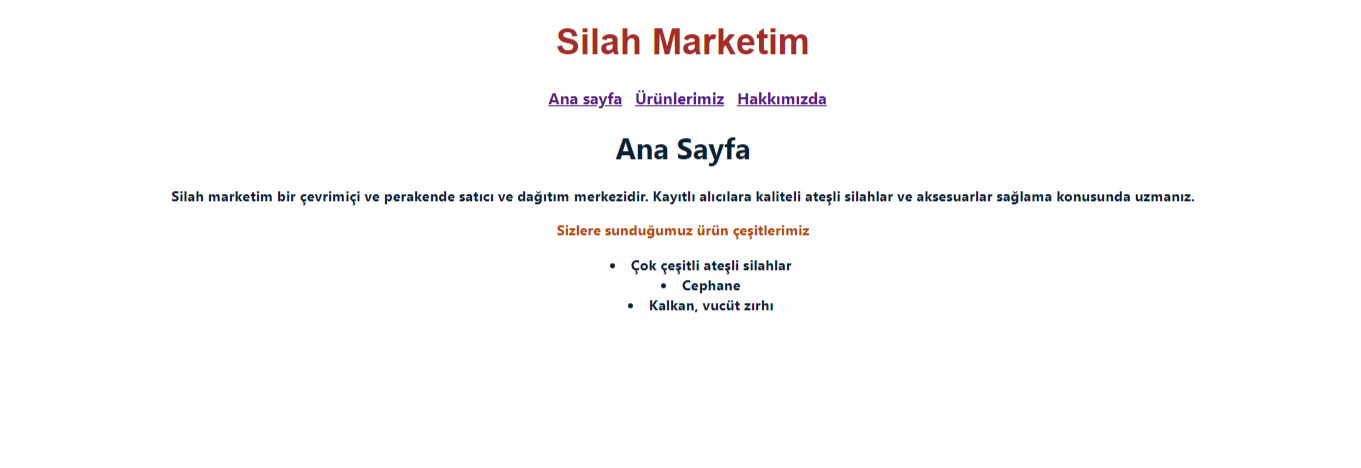 Silah Marketim
Ana sayfa Ürünlerimiz Hakkımızda
Ana Sayfa
Silah marketim bir çevrimiçi ve perakende satıcı ve dağıtım merkezidir. Kayıtlı alıcılara kaliteli ateşli silahlar ve aksesuarlar sağlama konusunda uzmanız.
Sizlere sunduğumuz ürün çeşitlerimiz
• Çok çeşitli ateşli silahlar
• Cephane
• Kalkan, vucüt zırhı